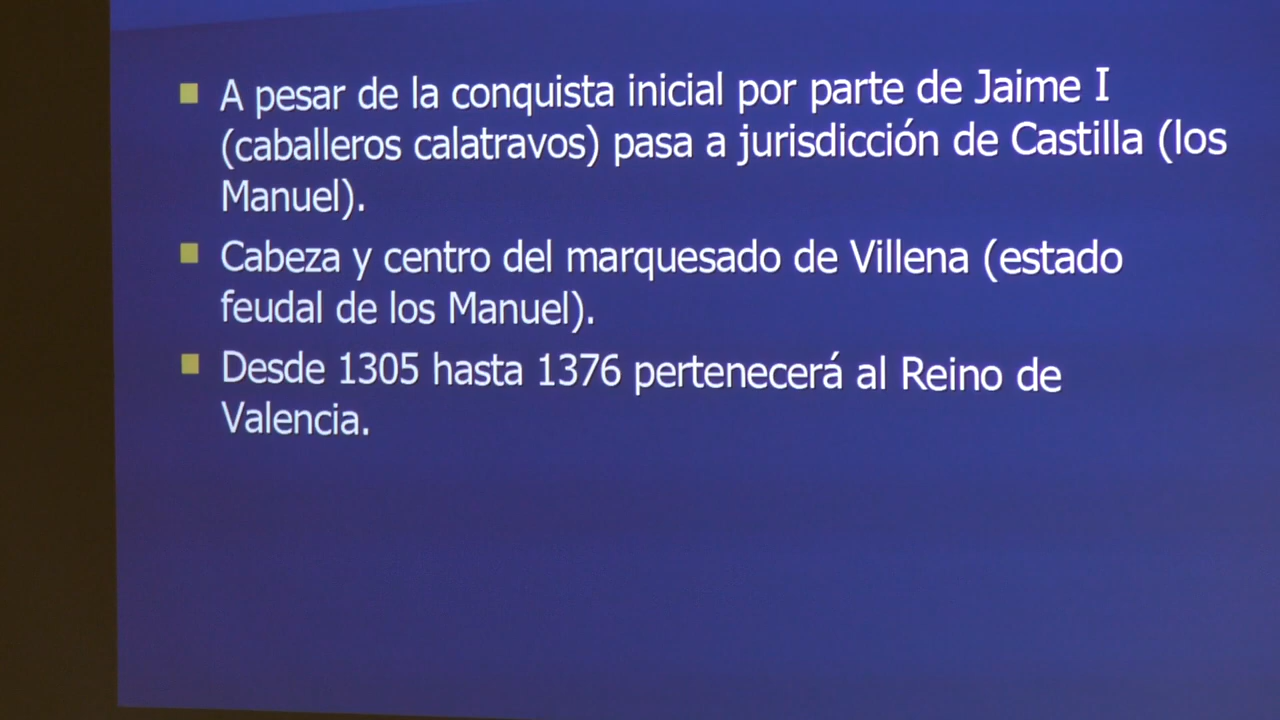 A pesar de la conquista inicial por parte de Jaime I
(caballeros calatravos) pasa a jurisdicción de Castilla (los
Manuel).
Cabeza y centro del marquesado de Villena (estado
feudal de los Manuel).
Desde 1305 hasta 1376 pertenecerá al Reino de
Valencia.